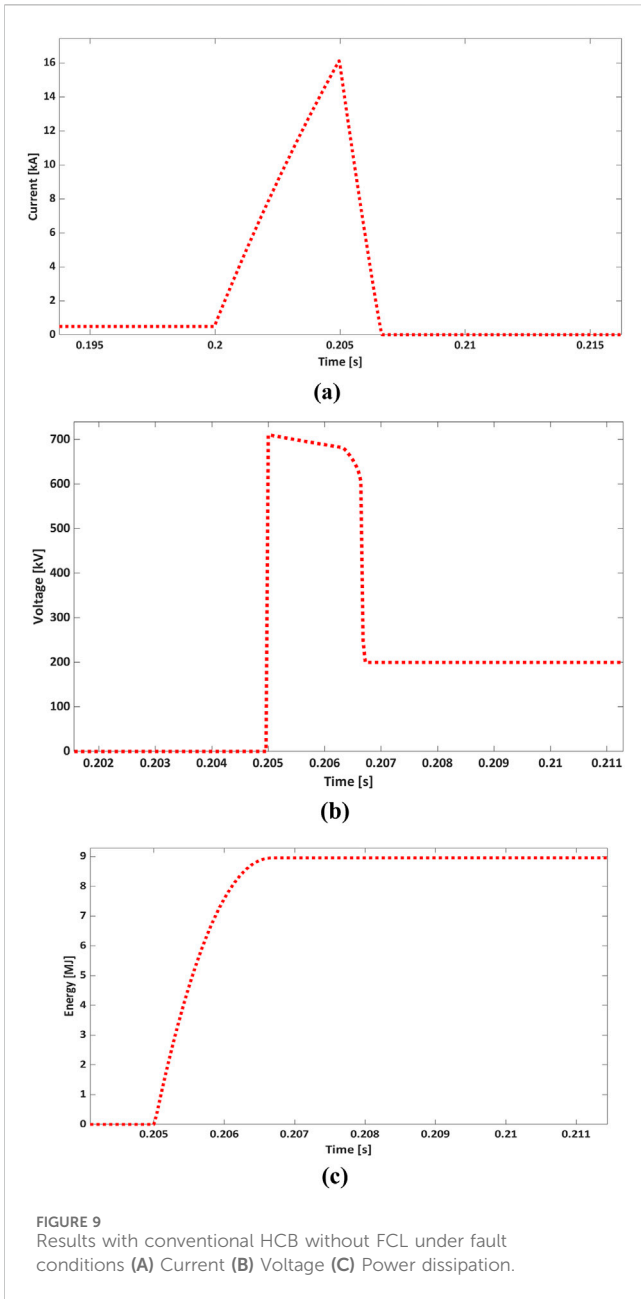 16
14
12
10
8
6
4
2
0
Current [kA]
0.195 0.2 0.205 0.21 0.215
Time [s]
(a)
700
600
500
400
300
200
100
0
Voltage [kV]
0.202 0.203 0.204 0.205 0.206 0.207 0.208 0.209 0.21 0.211
Time [s]
(b)
9
8
7
6
5
4
3
2
1
0
Energy [MJ]
0.205 0.206 0.207 0.208 0.209 0.21 0.211
Time [s]
(c)
FIGURE 9
Results with conventional HCB without FCL under fault
conditions (A) Current (B) Voltage (C) Power dissipation.